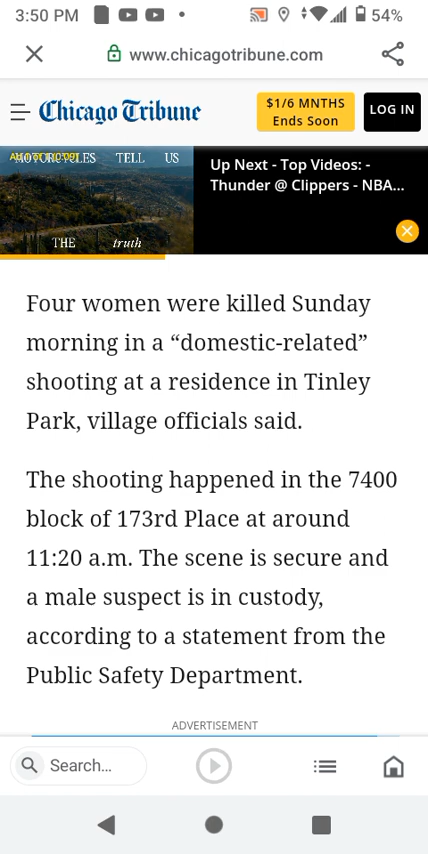 3:50 PM
54%
www.chicagotribune.com
Chicago Tribune
$1/6 MNTHS
Ends Soon
LOG IN
MOTORCYCLES TELL US
THE truth
Up Next - Top Videos: -
Thunder @ Clippers - NBA...
Four women were killed Sunday
morning in a “domestic-related”
shooting at a residence in Tinley
Park, village officials said.
The shooting happened in the 7400
block of 173rd Place at around
11:20 a.m. The scene is secure and
a male suspect is in custody,
according to a statement from the
Public Safety Department.
ADVERTISEMENT
Search...